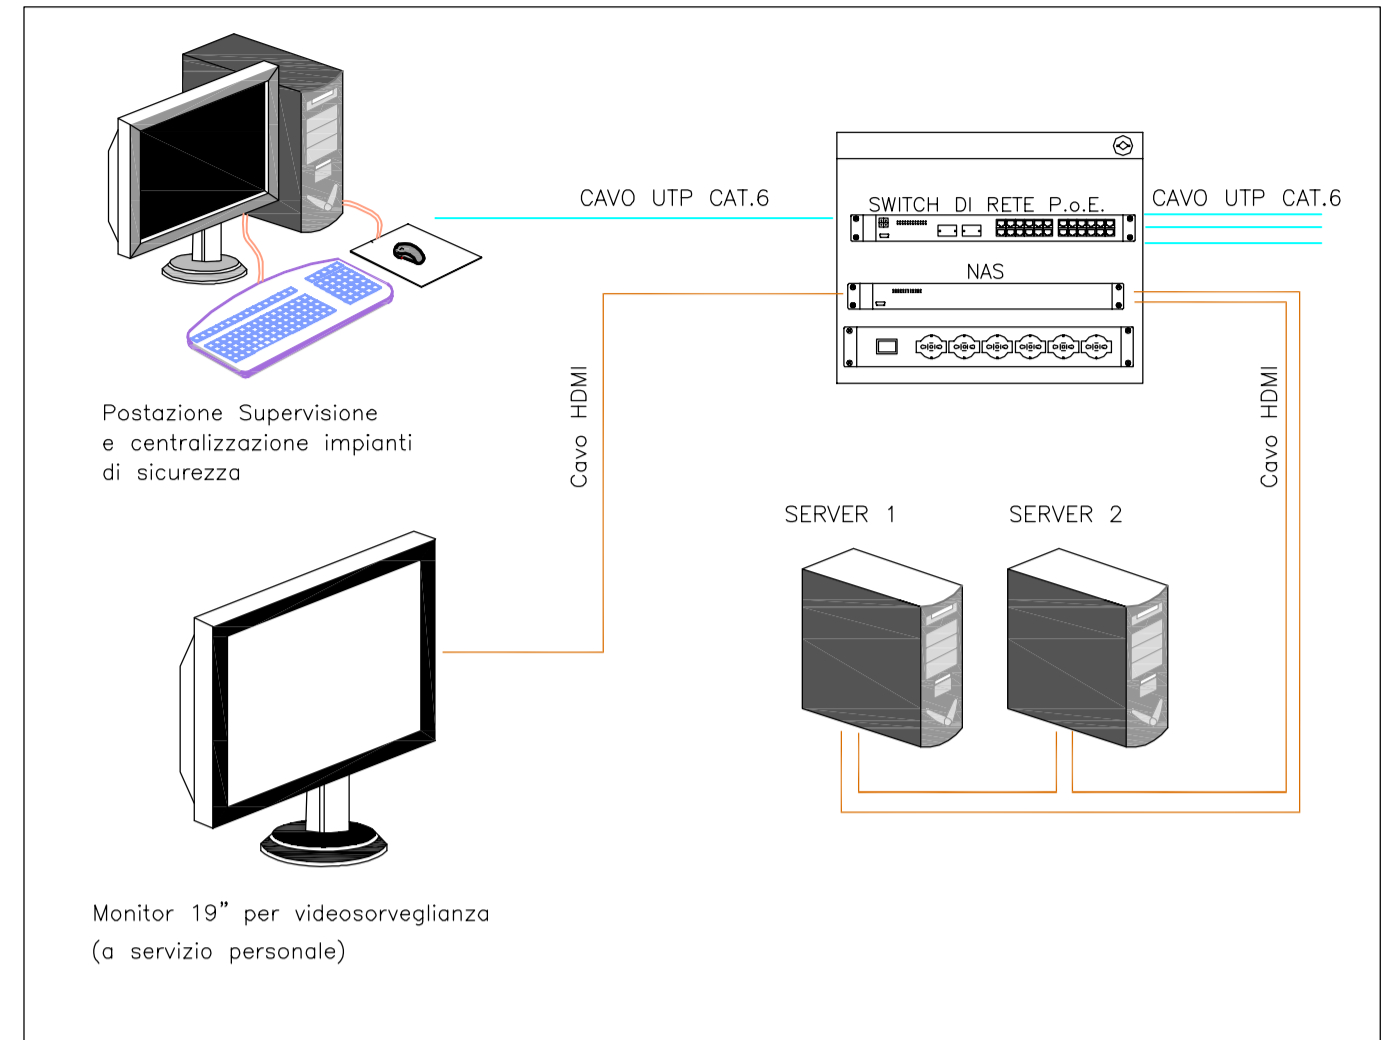 CAVO UTP CAT.6
SWITCH DI RETE P.o.E.
CAVO UTP CAT.6
NAS
Cavo HDMI
Cavo HDMI
Postazione Supervisione
e centralizzazione impianti
di sicurezza
SERVER 1
SERVER 2
Monitor 19" per videosorveglianza
(a servizio personale)